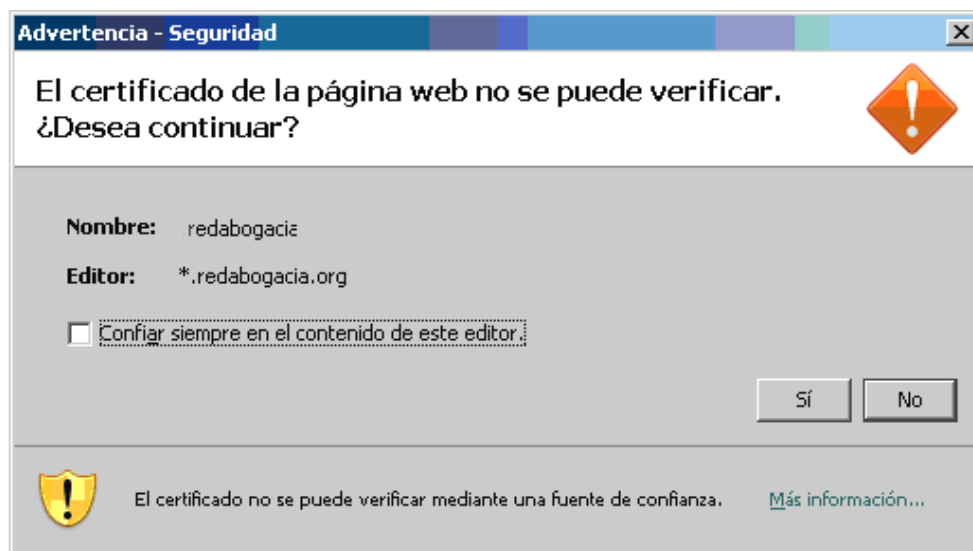 Advertencia - Seguridad
El certificado de la página web no se puede verificar.
¿Desea continuar?
Nombre: redabogacia
Editor: *.redabogacia.org
Confiar siempre en el contenido de este editor.
Sí No
El certificado no se puede verificar mediante una fuente de confianza. Más información...